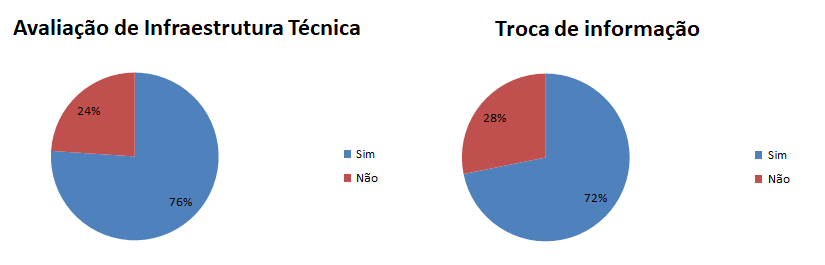 Avaliação de Infraestrutura Técnica
24%
76%
Sim
Não
Troca de informação
28%
72%
Sim
Não